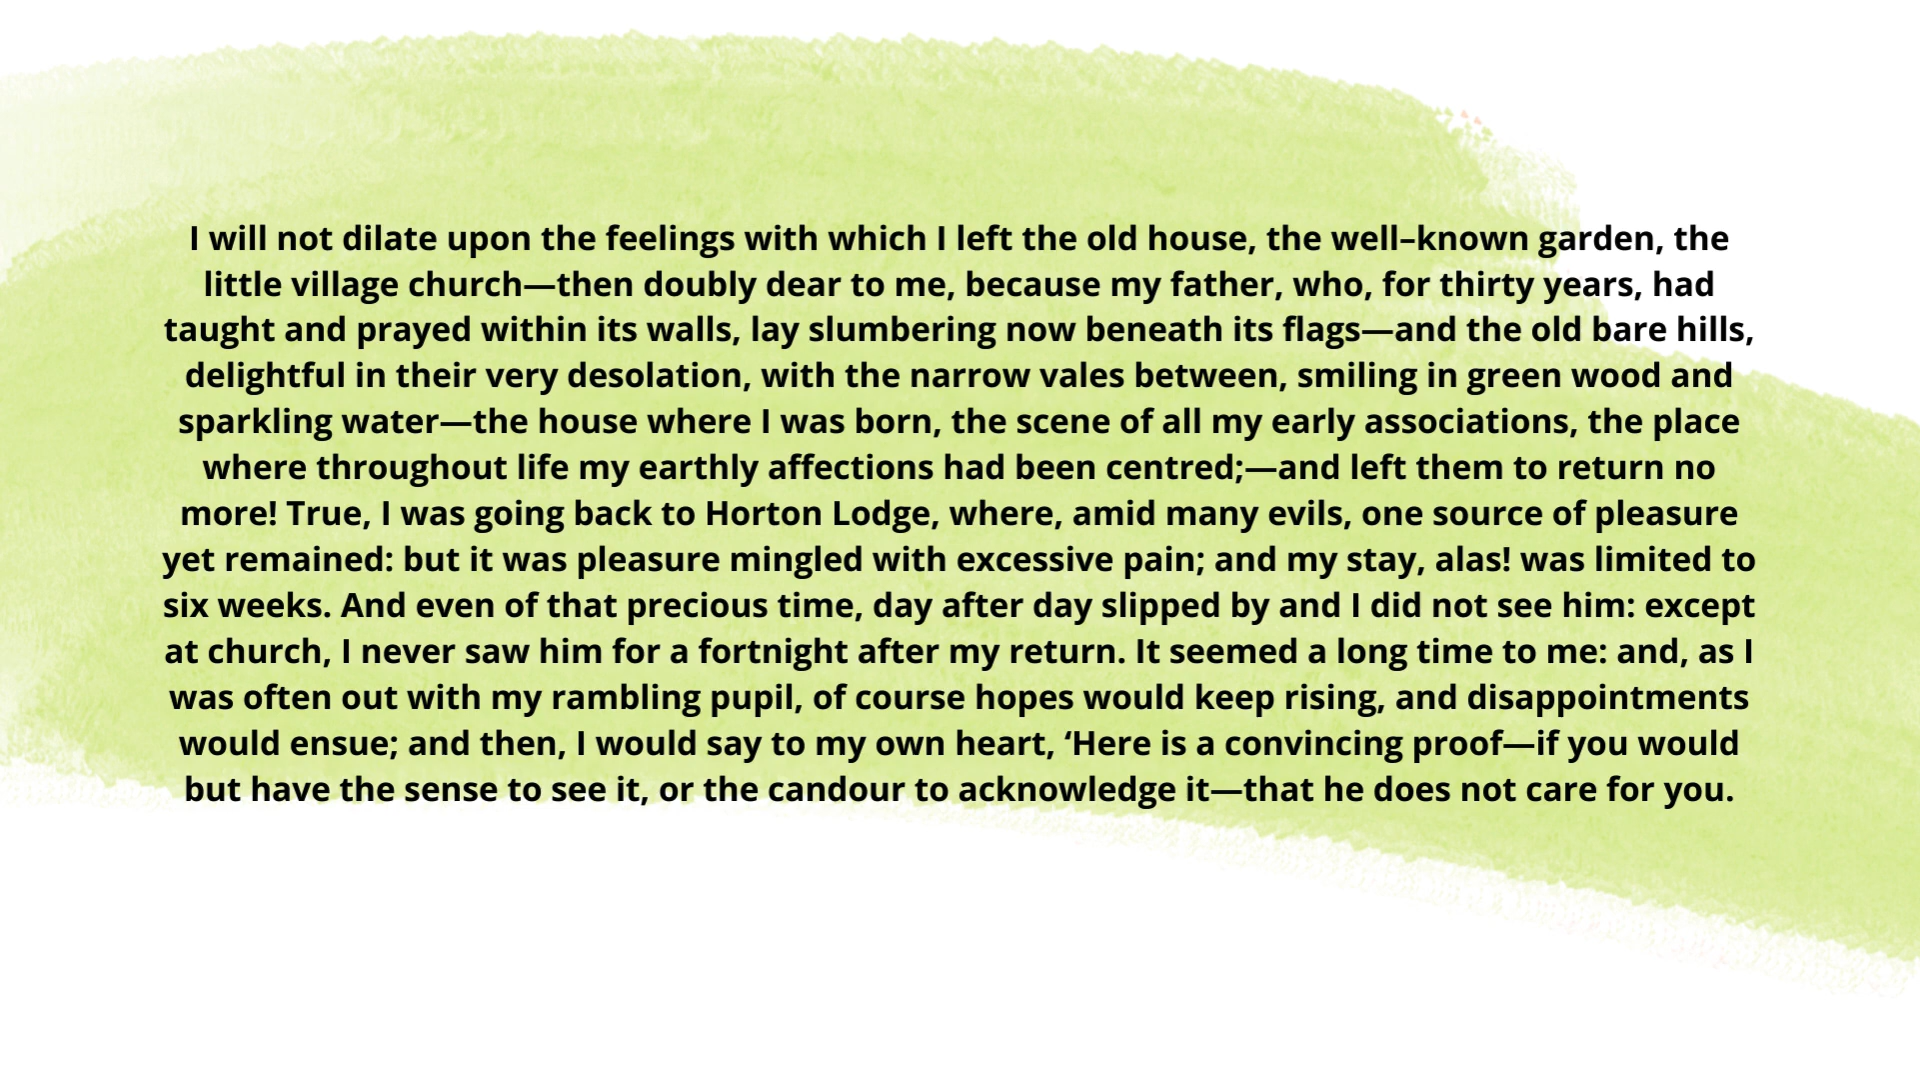 I will not dilate upon the feelings with which I left the old house, the well–known garden, the
little village church—then doubly dear to me, because my father, who, for thirty years, had
taught and prayed within its walls, lay slumbering now beneath its flags—and the old bare hills,
delightful in their very desolation, with the narrow vales between, smiling in green wood and
sparkling water—the house where I was born, the scene of all my early associations, the place
where throughout life my earthly affections had been centred;—and left them to return no
more! True, I was going back to Horton Lodge, where, amid many evils, one source of pleasure
yet remained: but it was pleasure mingled with excessive pain; and my stay, alas! was limited to
six weeks. And even of that precious time, day after day slipped by and I did not see him: except
at church, I never saw him for a fortnight after my return. It seemed a long time to me: and, as I
was often out with my rambling pupil, of course hopes would keep rising, and disappointments
would ensue; and then, I would say to my own heart, ‘Here is a convincing proof—if you would
but have the sense to see it, or the candour to acknowledge it—that he does not care for you.